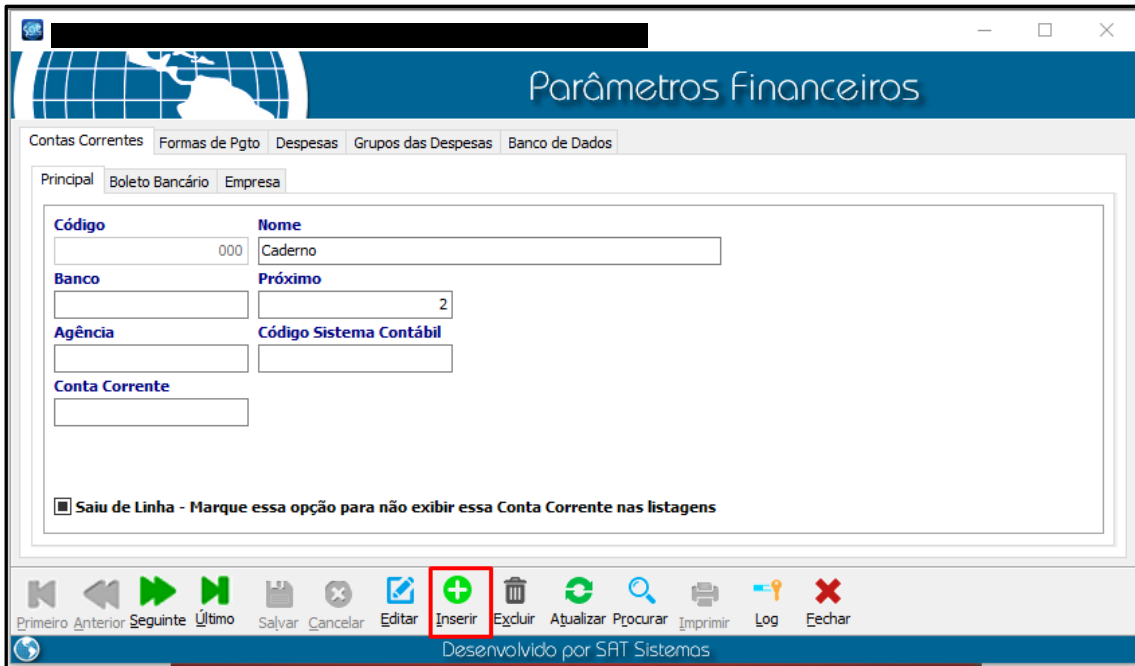 Parâmetros Financeiros
Contas Correntes Formas de Pgto Despesas Grupos das Despesas Banco de Dados
Principal Boleto Bancário Empresa
Código Nome
000 Caderno
Banco Próximo
2
Agência Código Sistema Contábil
Conta Corrente
Saiu de Linha - Marque essa opção para não exibir essa Conta Corrente nas listagens
Primeiro Anterior Seguinte Último Salvar Cancelar Editar Inserir Excluir Atualizar Procurar Imprimir Log Fechar
Desenvolvido por SAT Sistemas